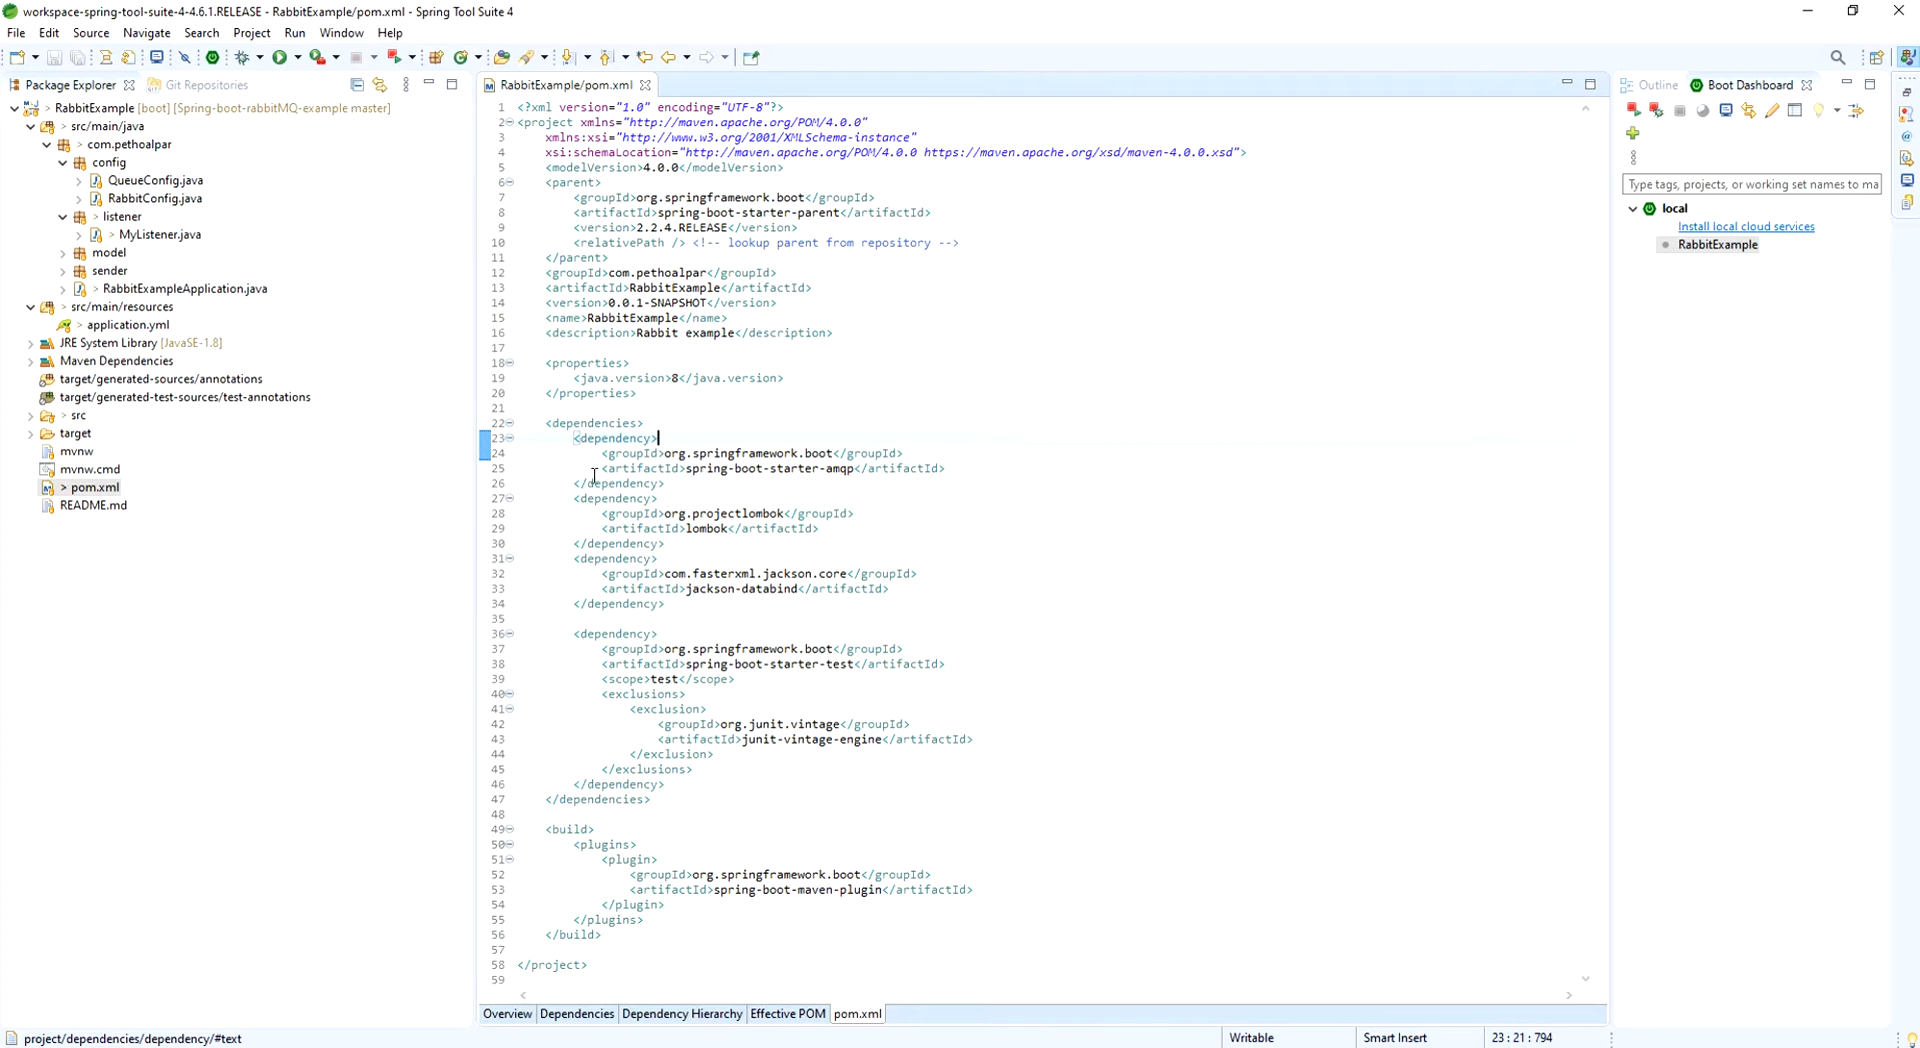 workspace-spring-tool-suite-4-4.6.1.RELEASE - RabbitExample/pom.xml - Spring Tool Suite 4
File Edit Source Navigate Search Project Run Window Help
Package Explorer Git Repositories
> RabbitExample [boot] [Spring-boot-rabbitMQ-example master]
> src/main/java
> com.pethoalpar
> config
> QueueConfig.java
> RabbitConfig.java
> listener
> MyListener.java
> model
> sender
> RabbitExampleApplication.java
> src/main/resources
> application.yml
JRE System Library [JavaSE-1.8]
Maven Dependencies
target/generated-sources/annotations
target/generated-test-sources/test-annotations
> src
target
mvnw
mvnw.cmd
> pom.xml
README.md
RabbitExample/pom.xml
1 <?xml version="1.0" encoding="UTF-8"?>
2 <project xmlns="http://maven.apache.org/POM/4.0.0"
3 xmlns:xsi="http://www.w3.org/2001/XMLSchema-instance"
4 xsi:schemaLocation="http://maven.apache.org/POM/4.0.0 https://maven.apache.org/xsd/maven-4.0.0.xsd">
5 <modelVersion>4.0.0</modelVersion>
6 <parent>
7 <groupId>org.springframework.boot</groupId>
8 <artifactId>spring-boot-starter-parent</artifactId>
9 <version>2.2.4.RELEASE</version>
10 <relativePath /> <!-- lookup parent from repository -->
11 </parent>
12 <groupId>com.pethoalpar</groupId>
13 <artifactId>RabbitExample</artifactId>
14 <version>0.0.1-SNAPSHOT</version>
15 <name>RabbitExample</name>
16 <description>Rabbit example</description>
17
18 <properties>
19 <java.version>8</java.version>
20 </properties>
21
22 <dependencies>
23 <dependency>
24 <groupId>org.springframework.boot</groupId>
25 <artifactId>spring-boot-starter-amqp</artifactId>
26 </dependency>
27 <dependency>
28 <groupId>org.projectlombok</groupId>
29 <artifactId>lombok</artifactId>
30 </dependency>
31 <dependency>
32 <groupId>com.fasterxml.jackson.core</groupId>
33 <artifactId>jackson-databind</artifactId>
34 </dependency>
35
36 <dependency>
37 <groupId>org.springframework.boot</groupId>
38 <artifactId>spring-boot-starter-test</artifactId>
39 <scope>test</scope>
40 <exclusions>
41 <exclusion>
42 <groupId>org.junit.vintage</groupId>
43 <artifactId>junit-vintage-engine</artifactId>
44 </exclusion>
45 </exclusions>
46 </dependency>
47 </dependencies>
48
49 <build>
50 <plugins>
51 <plugin>
52 <groupId>org.springframework.boot</groupId>
53 <artifactId>spring-boot-maven-plugin</artifactId>
54 </plugin>
55 </plugins>
56 </build>
57
58 </project>
59
Overview Dependencies Dependency Hierarchy Effective POM pom.xml
Outline Boot Dashboard
Type tags, projects, or working set names to ma
local
Install local cloud services
RabbitExample
project/dependencies/dependency/#text
Writable Smart Insert 23 : 21 : 794